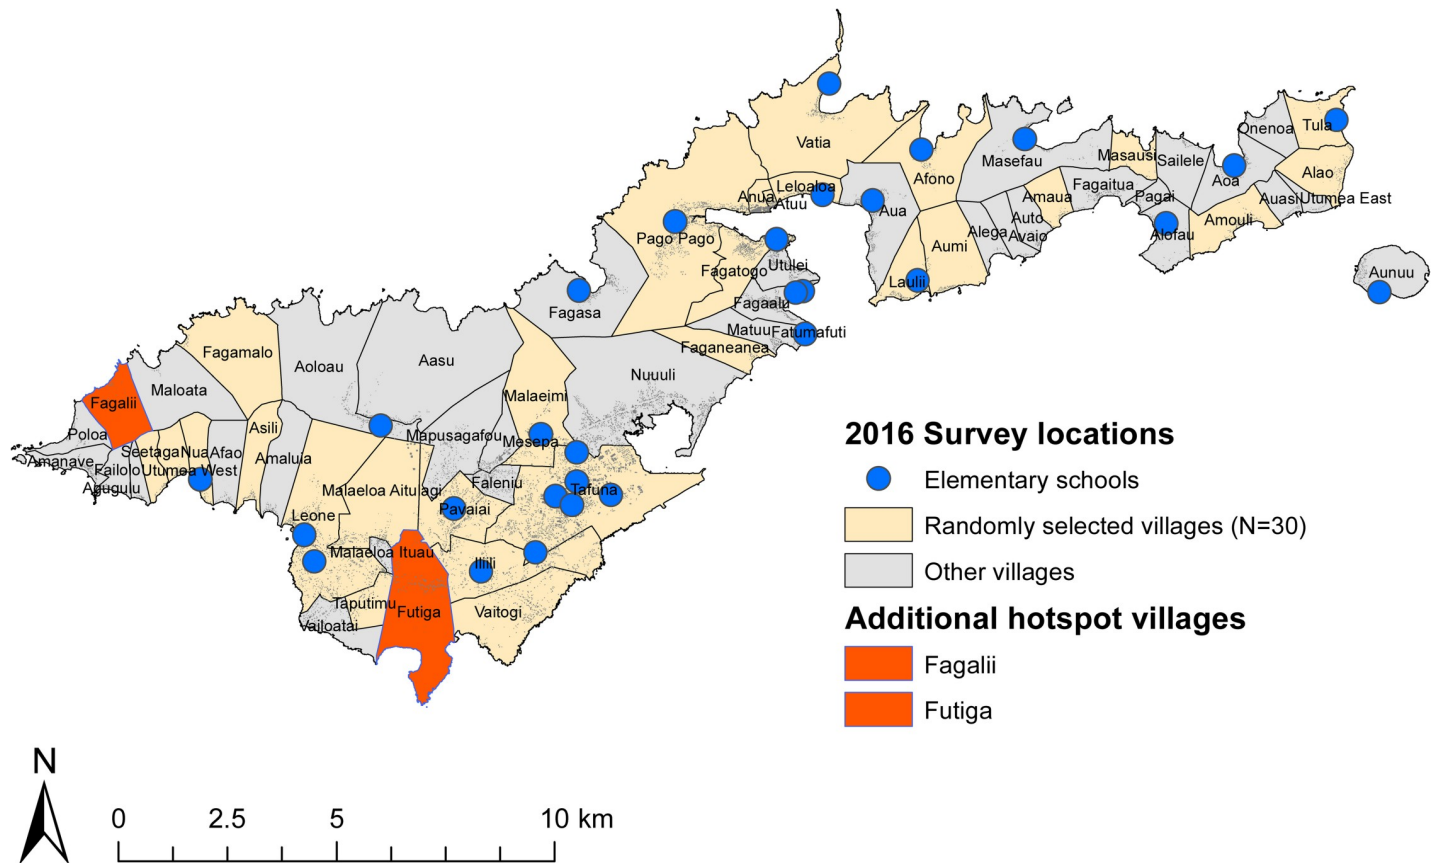 Vatia
Masefau
Onenoa
Tula
Masausi
Sailele
Afono
Aoa
Alao
Leloaloa
Anua
Atuu
Aua
Amaua
Fagaitua
Pagai
Auasi
Utumea East
Pago Pago
Aumi
Alega
Auto
Avaio
Alofau
Amouli
Fagatogo
Utulei
Laulii
Aunuu
Fagasa
Fagaalu
Matuu
Fatumafuti
Faganeanea
Fagamalo
Aoloau
Aasu
Nuuuli
Maloata
Malaeimi
Fagalii
Poloa
Asili
Mapusagafou
Mesepa
Amanave
Failolo
Seetaga
Nua
Afao
Amaluia
Utumea West
Agugulu
Malaeloa Aitulagi
Faleniu
Tafuna
Leone
Pavaiai
Malaeloa Ituau
Iliili
Taputimu
Futiga
Vaitogi
Vailoatai
2016 Survey locations
Elementary schools
Randomly selected villages (N=30)
Other villages
Additional hotspot villages
Fagalii
Futiga
N
0 2.5 5 10 km